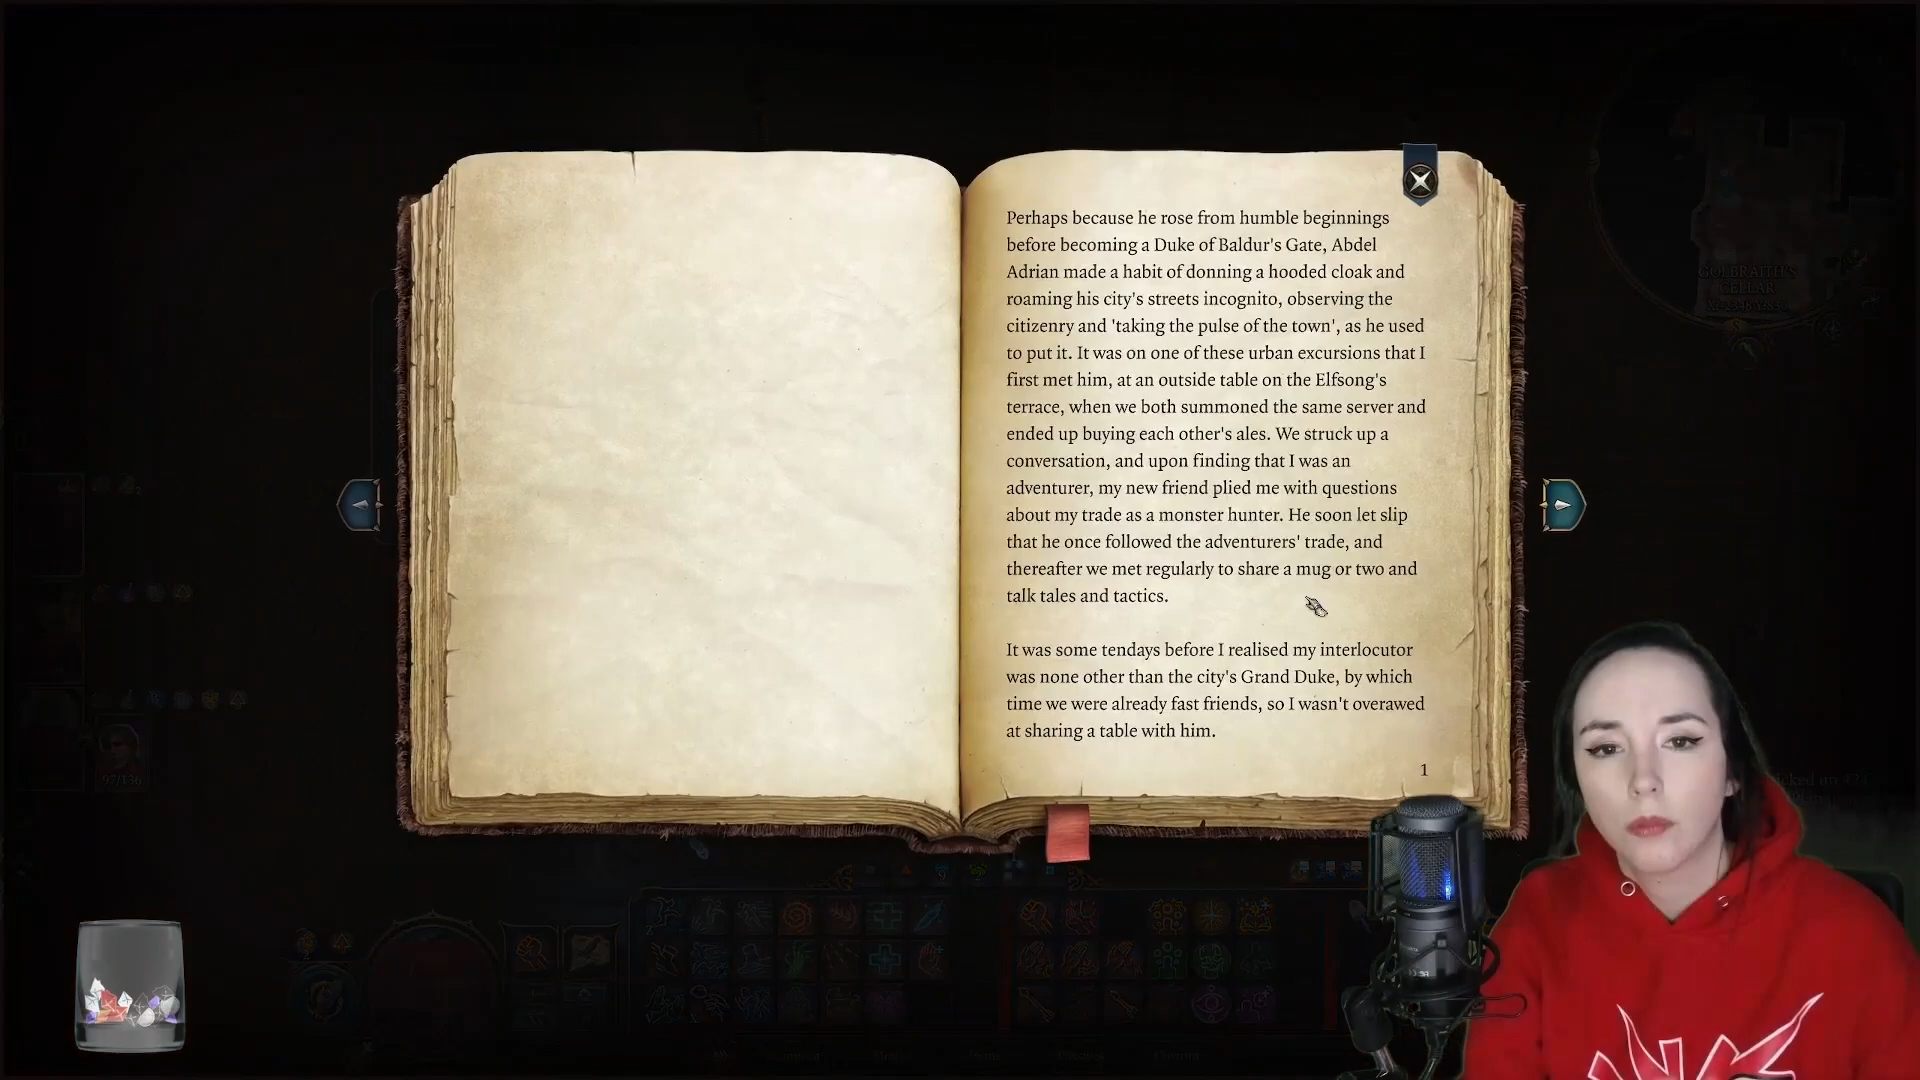 Perhaps because he rose from humble beginnings
before becoming a Duke of Baldur's Gate, Abdel
Adrian made a habit of donning a hooded cloak and
roaming his city's streets incognito, observing the
citizenry and 'taking the pulse of the town', as he used
to put it. It was on one of these urban excursions that I
first met him, at an outside table on the Elfsong's
terrace, when we both summoned the same server and
ended up buying each other's ales. We struck up a
conversation, and upon finding that I was an
adventurer, my new friend plied me with questions
about my trade as a monster hunter. He soon let slip
that he once followed the adventurers' trade, and
thereafter we met regularly to share a mug or two and
talk tales and tactics.
It was some tendays before I realised my interlocutor
was none other than the city's Grand Duke, by which
time we were already fast friends, so I wasn't overawed
at sharing a table with him.
1
GOLBRAITH'S
CELLAR
97/136